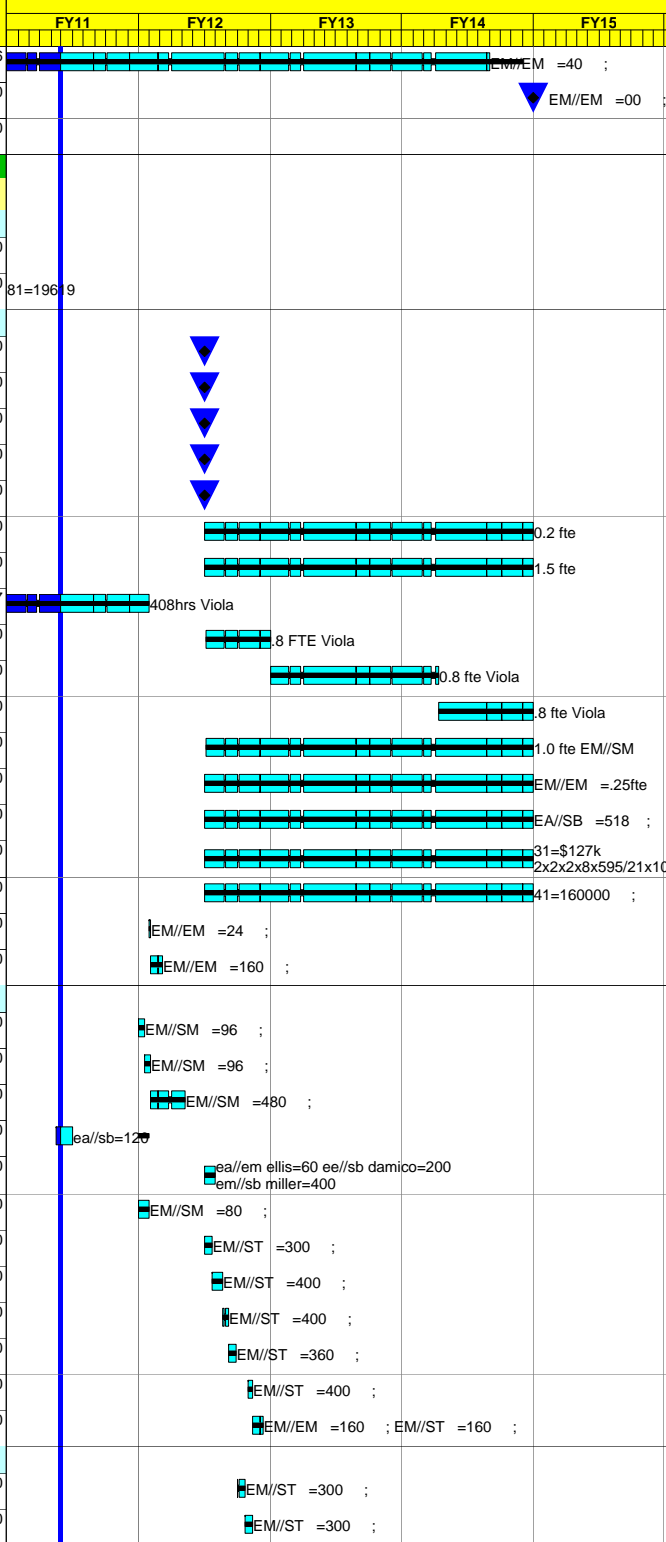 FY11 FY12 FY13 FY14 FY15
EM//EM =40 ;
EM//EM =00 ;
81=19619
0.2 fte
1.5 fte
408hrs Viola
.8 FTE Viola
0.8 fte Viola
.8 fte Viola
1.0 fte EM//SM
EM//EM =.25fte
EA//SB =518 ;
31=$127k
2x2x2x8x595/21x10
41=160000 ;
EM//EM =24 ;
EM//EM =160 ;
EM//SM =96 ;
EM//SM =96 ;
EM//SM =480 ;
ea//sb=120
ea//em ellis=60 ee//sb damico=200
em//sb miller=400
EM//SM =80 ;
EM//ST =300 ;
EM//ST =400 ;
EM//ST =400 ;
EM//ST =360 ;
EM//ST =400 ;
EM//EM =160 ; EM//ST =160 ;
EM//ST =300 ;
EM//ST =300 ;